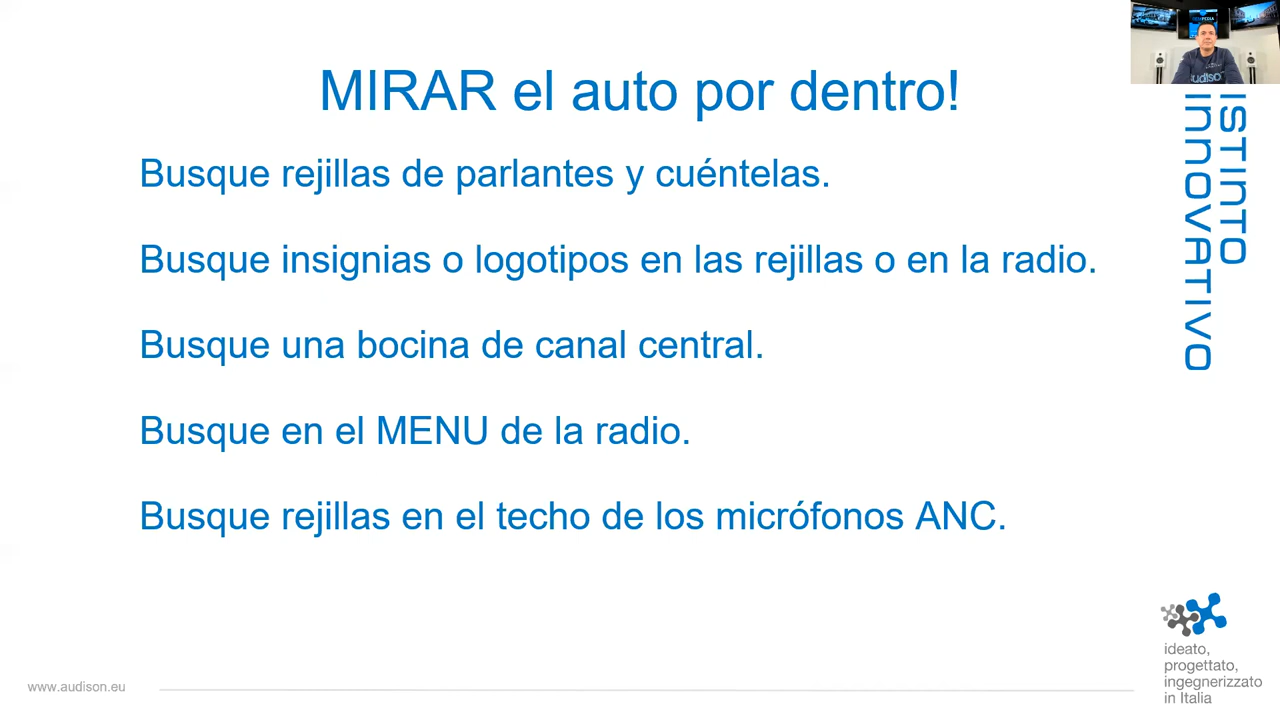 MIRAR el auto por dentro!
Busque rejillas de parlantes y cuéntelas.
Busque insignias o logotipos en las rejillas o en la radio.
Busque una bocina de canal central.
Busque en el MENU de la radio.
Busque rejillas en el techo de los micrófonos ANC.
udison
ISTINTO
INNOVATIVO
ideato,
progettato,
ingegnerizzato
in Italia
www.audison.eu